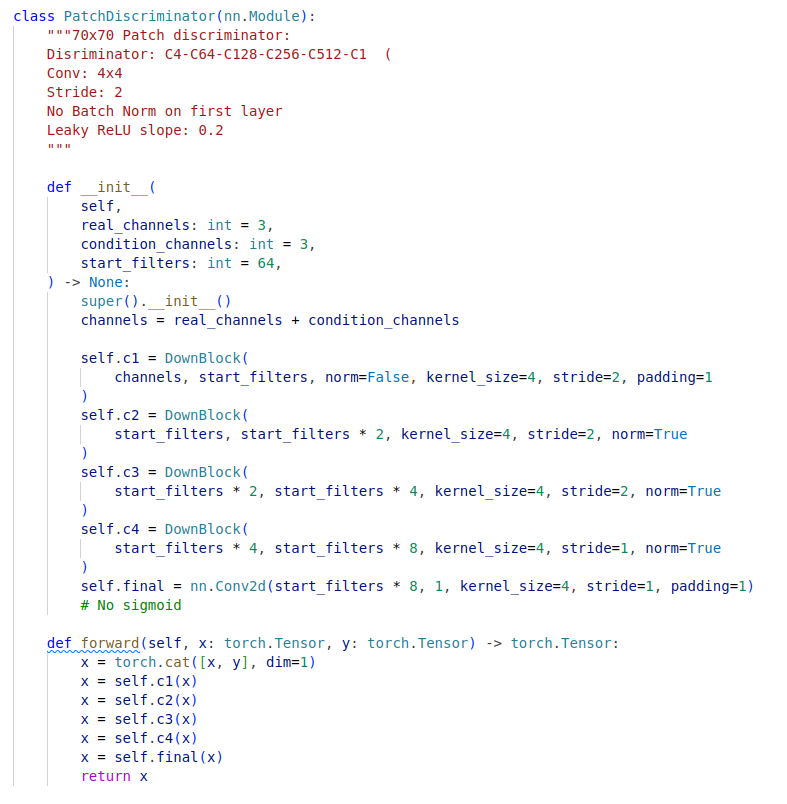 class PatchDiscriminator(nn.Module):
    """70x70 Patch discriminator:
    Disriminator: C4-C64-C128-C256-C512-C1  (
    Conv: 4x4
    Stride: 2
    No Batch Norm on first layer
    Leaky ReLU slope: 0.2
    """

    def __init__(
        self,
        real_channels: int = 3,
        condition_channels: int = 3,
        start_filters: int = 64,
    ) -> None:
        super().__init__()
        channels = real_channels + condition_channels

        self.c1 = DownBlock(
            channels, start_filters, norm=False, kernel_size=4, stride=2, padding=1
        )
        self.c2 = DownBlock(
            start_filters, start_filters * 2, kernel_size=4, stride=2, norm=True
        )
        self.c3 = DownBlock(
            start_filters * 2, start_filters * 4, kernel_size=4, stride=2, norm=True
        )
        self.c4 = DownBlock(
            start_filters * 4, start_filters * 8, kernel_size=4, stride=1, norm=True
        )
        self.final = nn.Conv2d(start_filters * 8, 1, kernel_size=4, stride=1, padding=1)
        # No sigmoid

    def forward(self, x: torch.Tensor, y: torch.Tensor) -> torch.Tensor:
        x = torch.cat([x, y], dim=1)
        x = self.c1(x)
        x = self.c2(x)
        x = self.c3(x)
        x = self.c4(x)
        x = self.final(x)
        return x